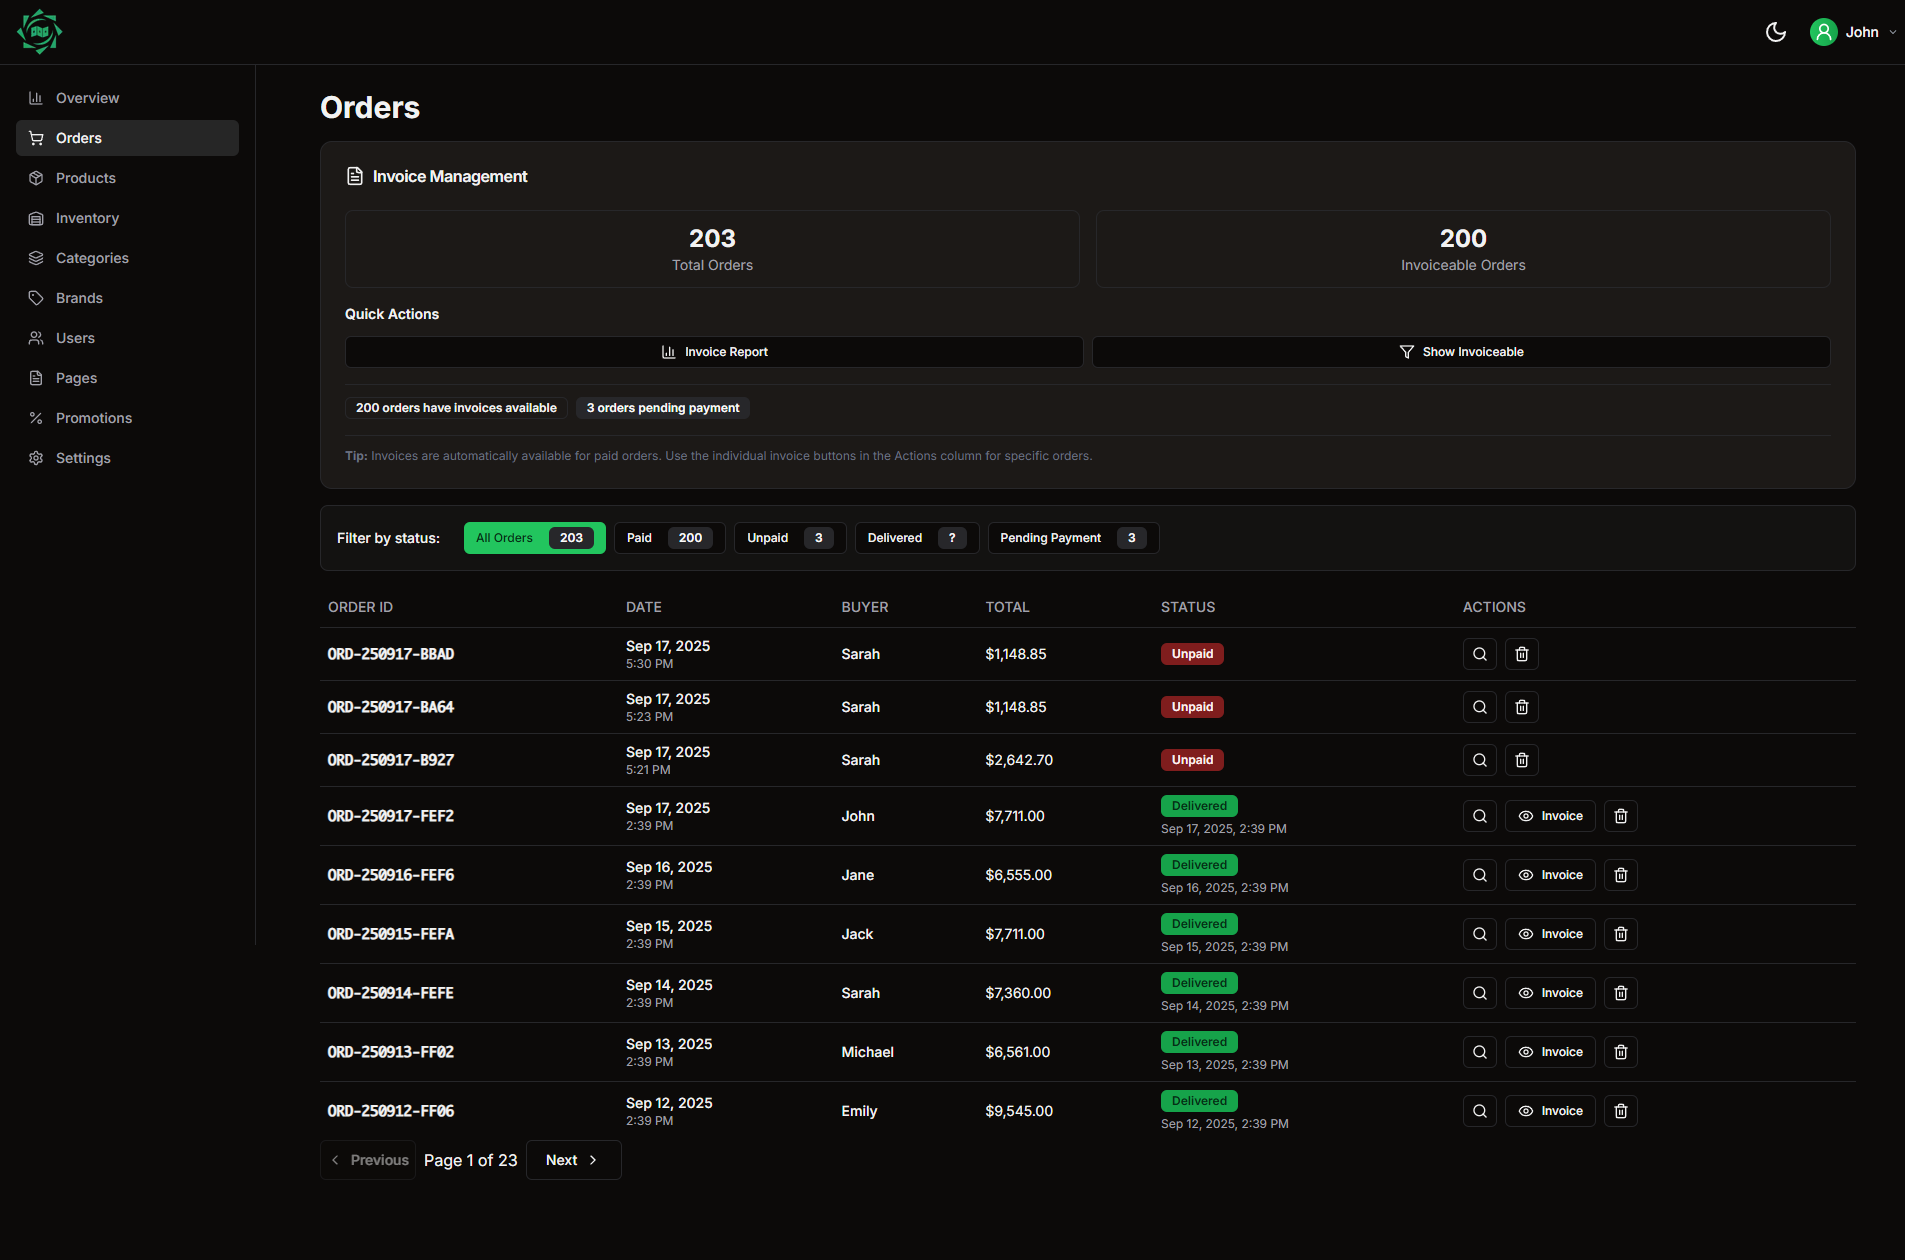 John
Overview
Orders
Products
Inventory
Categories
Brands
Users
Pages
Promotions
Settings
Orders
Invoice Management
203
Total Orders
200
Invoiceable Orders
Quick Actions
Invoice Report
Show Invoiceable
200 orders have invoices available
3 orders pending payment
Tip: Invoices are automatically available for paid orders. Use the individual invoice buttons in the Actions column for specific orders.
Filter by status: All Orders 203 Paid 200 Unpaid 3 Delivered ? Pending Payment 3
ORDER ID DATE BUYER TOTAL STATUS ACTIONS
ORD-250917-BBAD Sep 17, 2025 Sarah $1,148.85 Unpaid
5:30 PM
ORD-250917-BA64 Sep 17, 2025 Sarah $1,148.85 Unpaid
5:23 PM
ORD-250917-B927 Sep 17, 2025 Sarah $2,642.70 Unpaid
5:21 PM
ORD-250917-FEF2 Sep 17, 2025 John $7,711.00 Delivered Invoice
2:39 PM Sep 17, 2025, 2:39 PM
ORD-250916-FEF6 Sep 16, 2025 Jane $6,555.00 Delivered Invoice
2:39 PM Sep 16, 2025, 2:39 PM
ORD-250915-FEFA Sep 15, 2025 Jack $7,711.00 Delivered Invoice
2:39 PM Sep 15, 2025, 2:39 PM
ORD-250914-FEFE Sep 14, 2025 Sarah $7,360.00 Delivered Invoice
2:39 PM Sep 14, 2025, 2:39 PM
ORD-250913-FF02 Sep 13, 2025 Michael $6,561.00 Delivered Invoice
2:39 PM Sep 13, 2025, 2:39 PM
ORD-250912-FF06 Sep 12, 2025 Emily $9,545.00 Delivered Invoice
2:39 PM Sep 12, 2025, 2:39 PM
Previous Page 1 of 23 Next